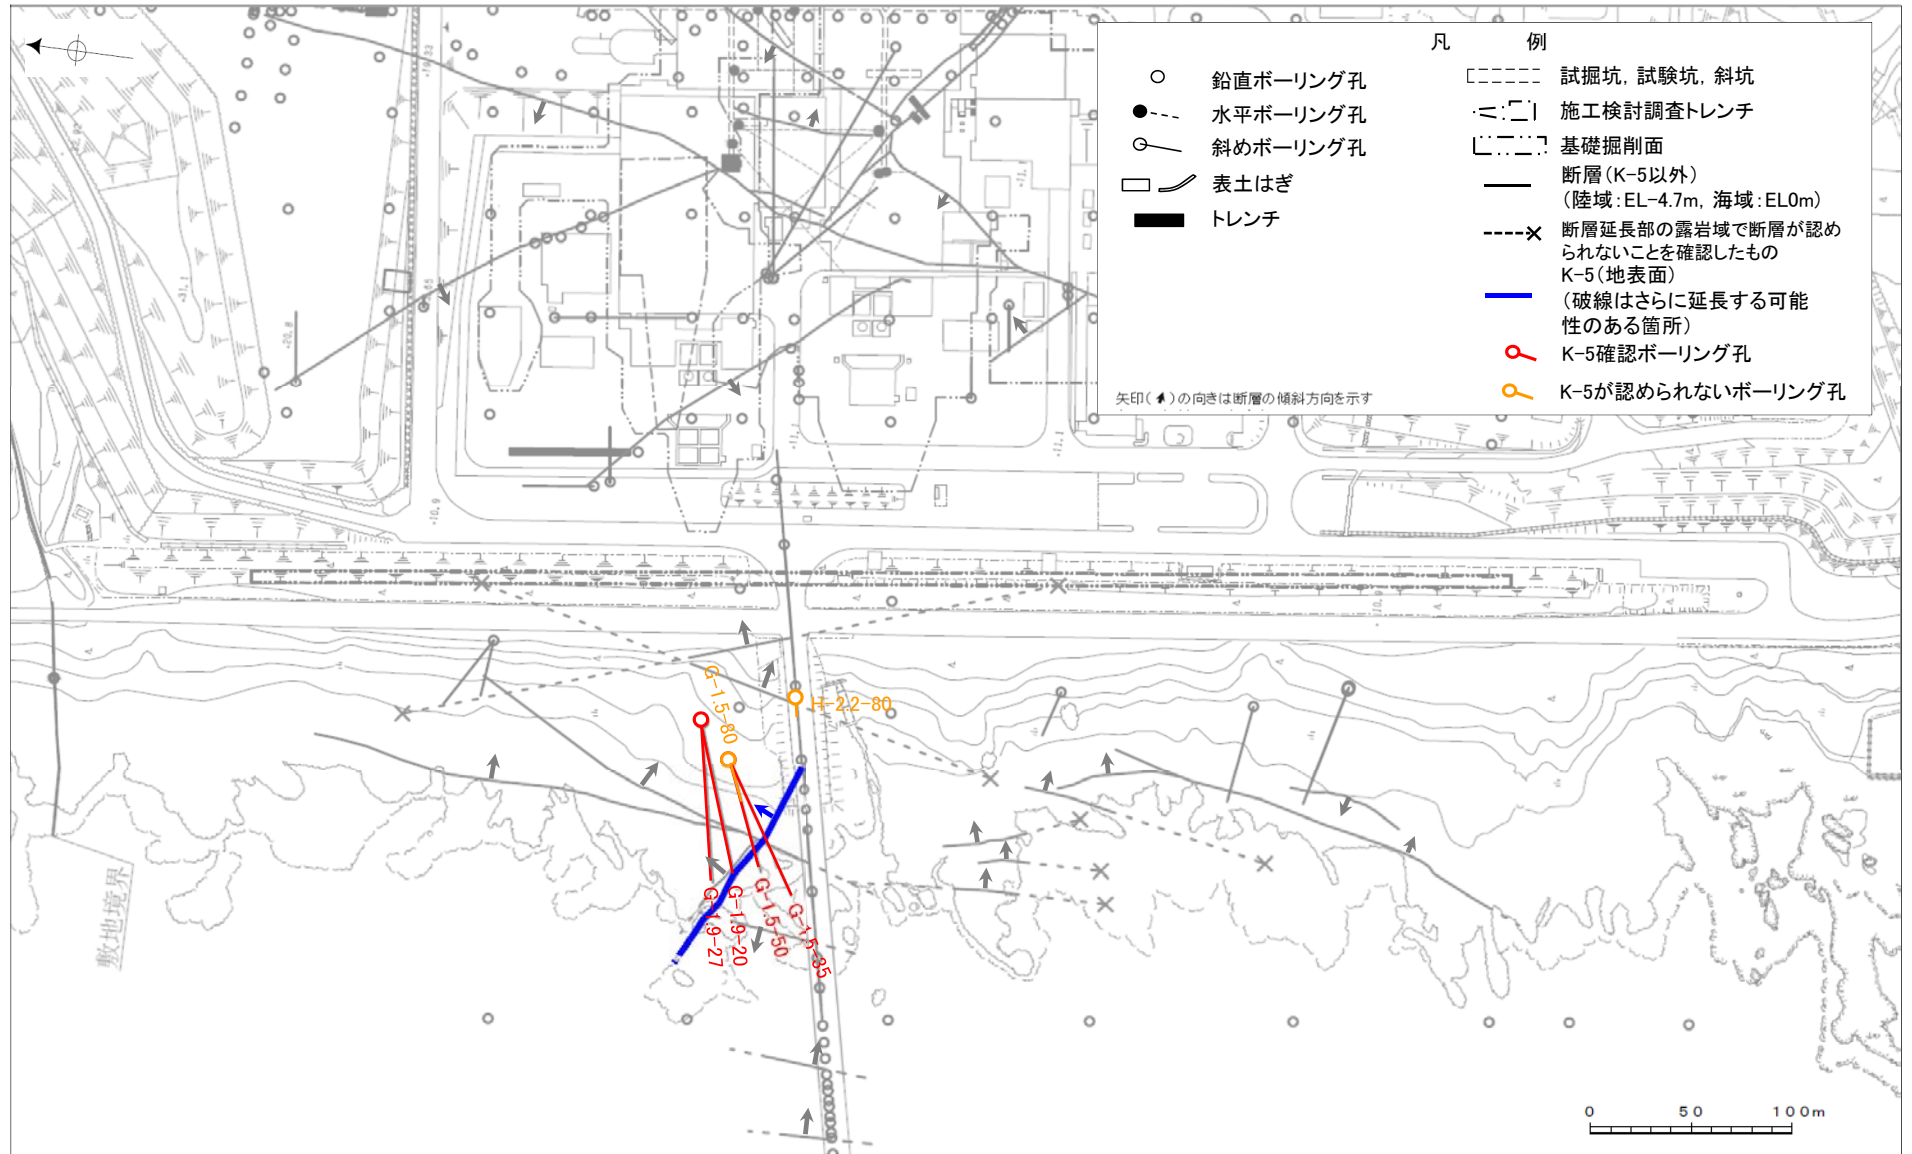 凡　例
鉛直ボーリング孔
水平ボーリング孔
斜めボーリング孔
表土はぎ
トレンチ
試掘坑, 試験坑, 斜坑
施工検討調査トレンチ
基礎掘削面
断層（K-5以外）
（陸域：EL-4.7m, 海域：EL0m）
断層延長部の露岩域で断層が認め
られないことを確認したもの
K-5（地表面）
（破線はさらに延長する可能
性のある箇所）
K-5確認ボーリング孔
K-5が認められないボーリング孔
矢印（）の向きは断層の傾斜方向を示す
G-1.5-80
H-2.2-80
G-1.9-27
G-1.9-20
G-1.5-50
G-1.5-35
敷地境界
0 50 100m